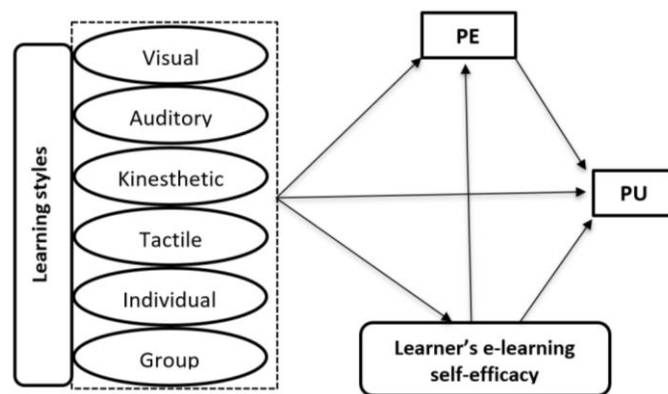 Learning styles
Visual
Auditory
Kinesthetic
Tactile
Individual
Group
PE
PU
Learner's e-learning
self-efficacy